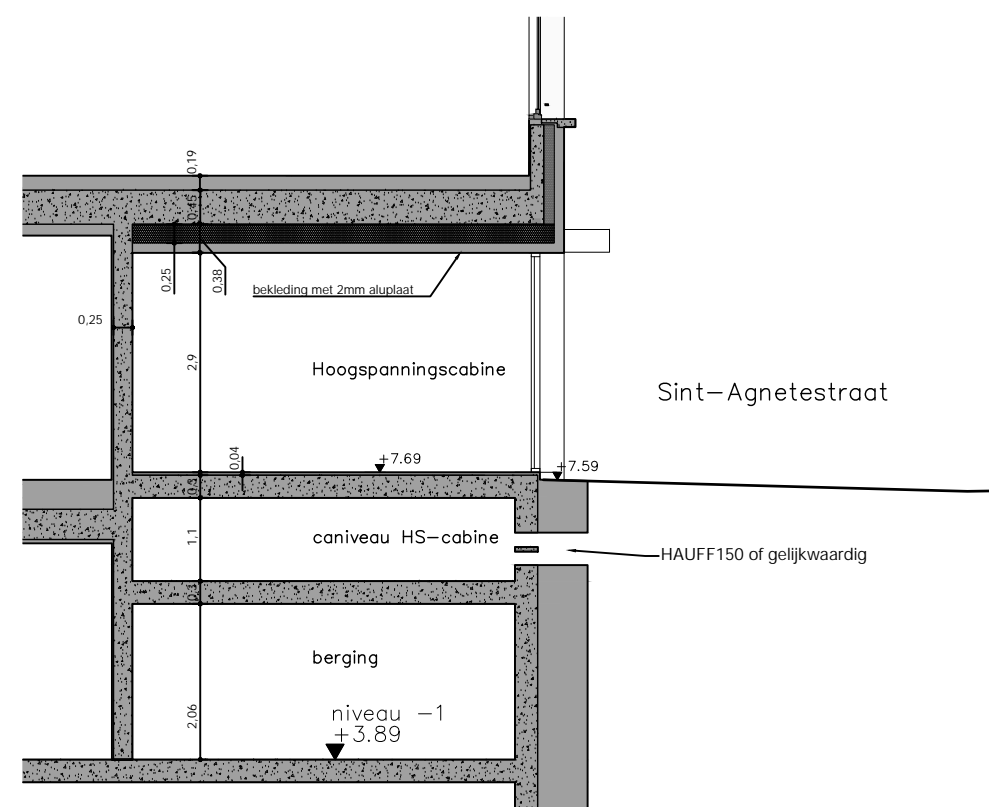 0,19
0,45
0,25
0,38
bekleding met 2mm aluplaat
0,25
2,9
Hoogspanningscabine
Sint-Agnetestraat
0,04
+7.69
+7.59
0,3
1,1
caniveau HS-cabine
HAUFF150 of gelijkwaardig
0,3
berging
2,06
niveau -1
+3.89